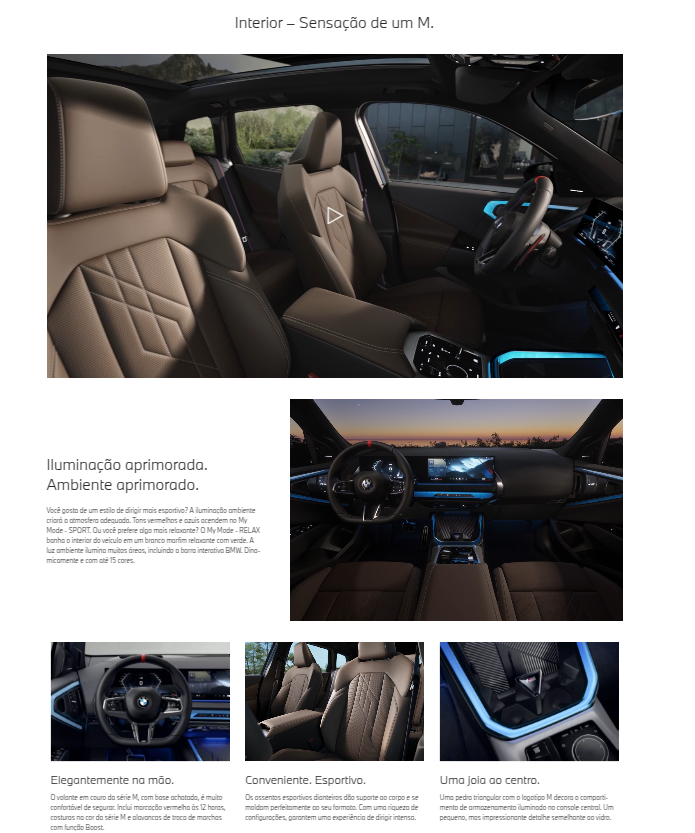 Interior – Sensação de um M.
Iluminação aprimorada.
Ambiente aprimorado.
Você gosta de um estilo de dirigir mais esportivo? A iluminação ambiente
criará a atmosfera adequada. Tons vermelhos e azuis acendem no My
Mode - SPORT. Ou você prefere algo mais relaxante? O My Mode - RELAX
banha o interior do veículo em um branco marfim relaxante com verde. A
luz ambiente ilumina muitas áreas, incluindo a barra interativa BMW. Dina-
micamente e com até 15 cores.
Elegantemente na mão.
O volante em couro da série M, com base achatada, é muito
confortável de segurar. Inclui marcação vermelha às 12 horas,
costuras na cor da série M e alavancas de troca de marchas
com função Boost.
Conveniente. Esportivo.
Os assentos esportivos dianteiros dão suporte ao corpo e se
moldam perfeitamente ao seu formato. Com uma riqueza de
configurações, garantem uma experiência de dirigir intensa.
Uma joia ao centro.
Uma pedra triangular com o logotipo M decora o comparti-
mento de armazenamento iluminado no console central. Um
pequeno, mas impressionante detalhe semelhante ao vidro.